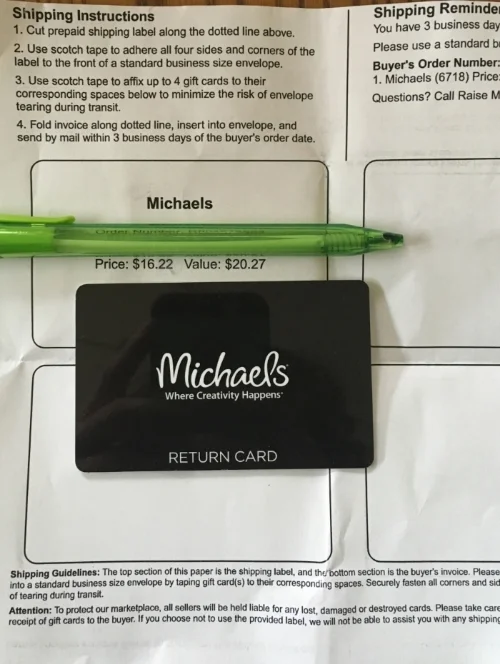 Shipping Instructions
1. Cut prepaid shipping label along the dotted line above.
2. Use scotch tape to adhere all four sides and corners of the
label to the front of a standard business size envelope.
3. Use scotch tape to affix up to 4 gift cards to their
corresponding spaces below to minimize the risk of envelope
tearing during transit.
4. Fold invoice along dotted line, insert into envelope, and
send by mail within 3 business days of the buyer's order date.
Shipping Reminde
You have 3 business day
Please use a standard b
Buyer's Order Number:
1. Michaels (6718) Price:
Questions? Call Raise M
Michaels
Order Number:
Price: $16.22 Value: $20.27
Michaels
Where Creativity Happens
RETURN CARD
Shipping Guidelines: The top section of this paper is the shipping label, and the bottom section is the buyer's invoice. Please
into a standard business size envelope by taping gift card(s) to their corresponding spaces. Securely fasten all corners and sid
of tearing during transit.
Attention: To protect our marketplace, all sellers will be held liable for any lost, damaged or destroyed cards. Please take care
receipt of gift cards to the buyer. If you choose not to use the provided label, we will not be able to assist you with any shipping